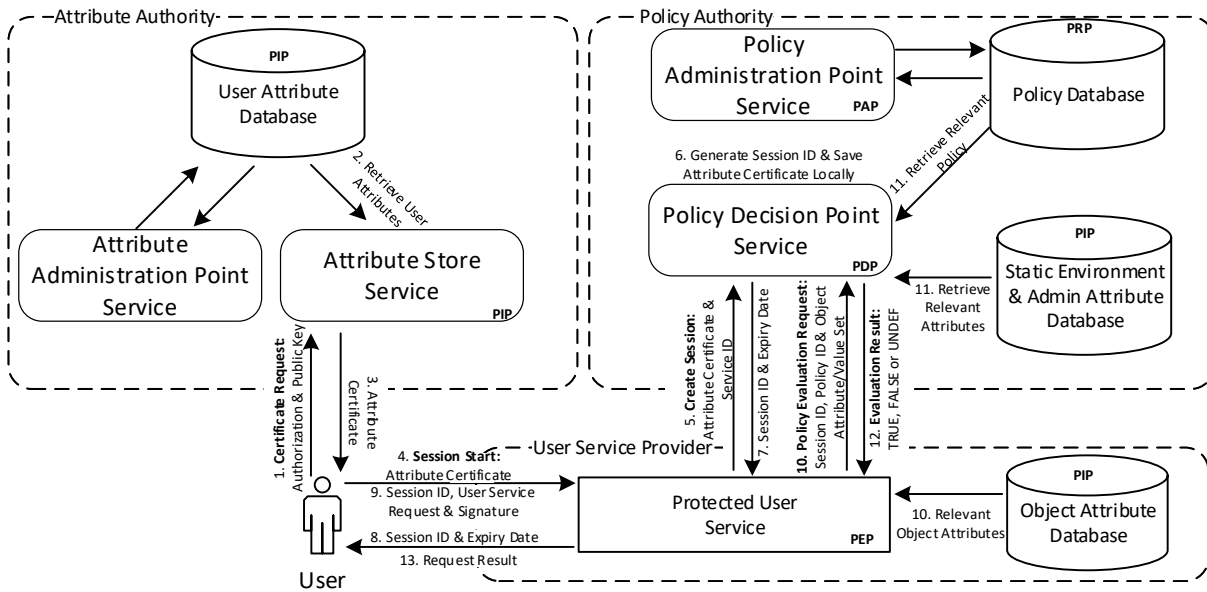 Attribute Authority
PIP
User Attribute
Database
2. Retrieve User
Attributes
Attribute
Administration Point
Service
Attribute Store
Service
PIP
Policy Authority
Policy
Administration Point
Service
PAP
PRP
Policy Database
11. Retrieve Relevant
Policy
6. Generate Session ID & Save
Attribute Certificate Locally
Policy Decision Point
Service
PDP
PIP
Static Environment
& Admin Attribute
Database
11. Retrieve
Relevant
Attributes
1. Certificate Request:
Authorization & Public Key
3. Attribute
Certificate
5. Create Session:
Attribute Certificate &
Service ID
7. Session ID & Expiry Date
10. Policy Evaluation Request:
Session ID, Policy ID & Object
Attribute/Value Set
12. Evaluation Result:
TRUE, FALSE or UNDEF
User Service Provider
4. Session Start:
Attribute Certificate
9. Session ID, User Service
Request & Signature
8. Session ID & Expiry Date
13. Request Result
User
Protected User
Service
PEP
10. Relevant
Object Attributes
PIP
Object Attribute
Database